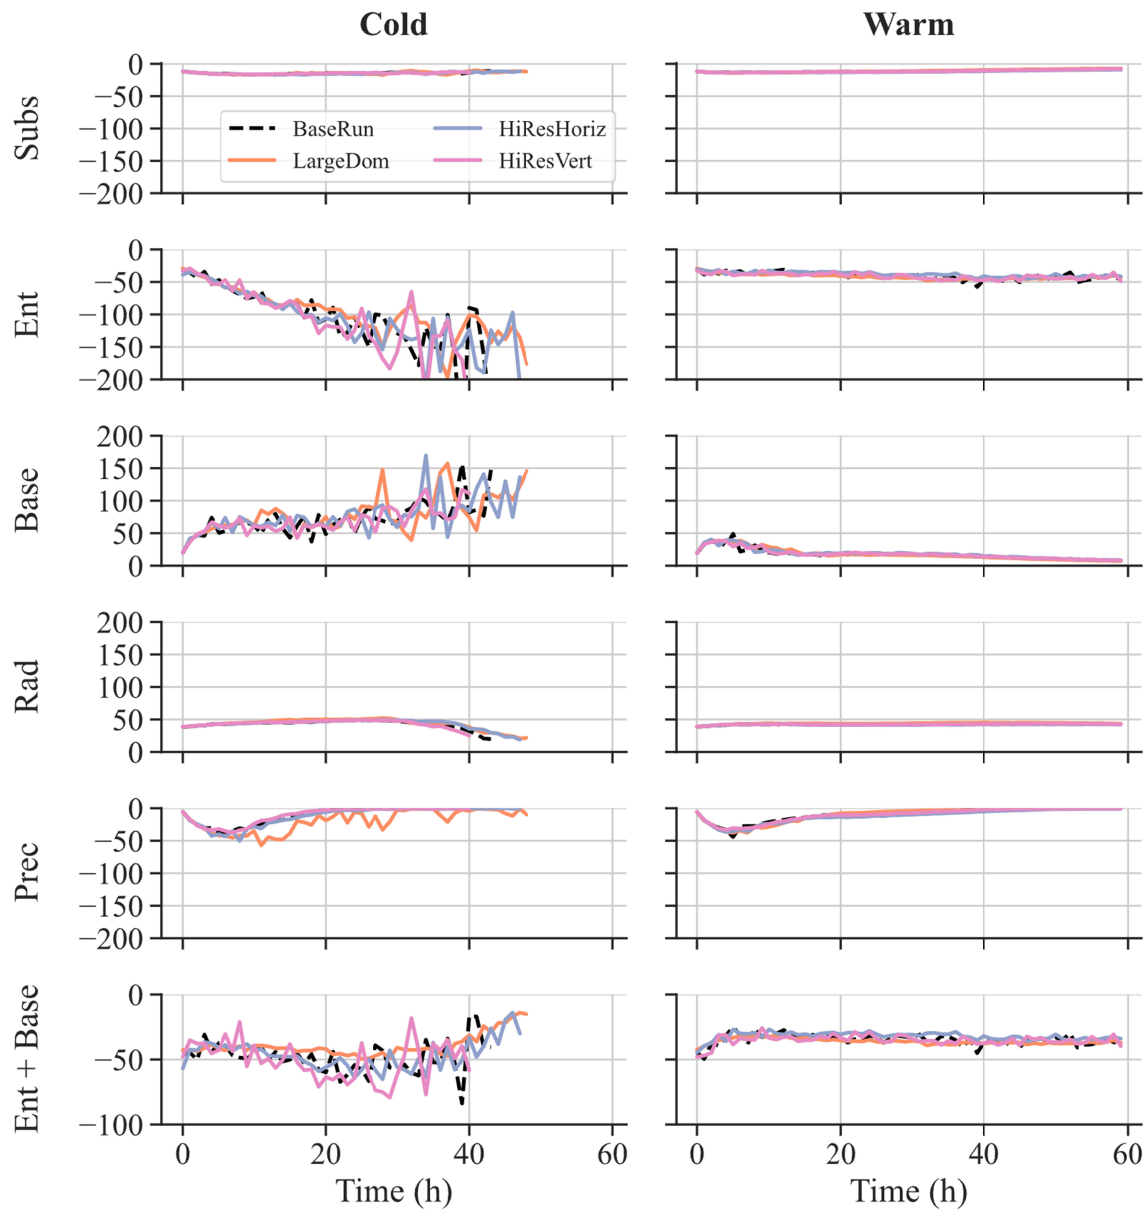 Cold Warm
Subs
0
−50
−100
−150
−200
BaseRun HiResHoriz
LargeDom HiResVert
Ent
0
−50
−100
−150
−200
Base
200
150
100
50
0
Rad
200
150
100
50
0
Prec
0
−50
−100
−150
−200
Ent + Base
0
−50
−100
0 20 40 60 0 20 40 60
Time (h) Time (h)